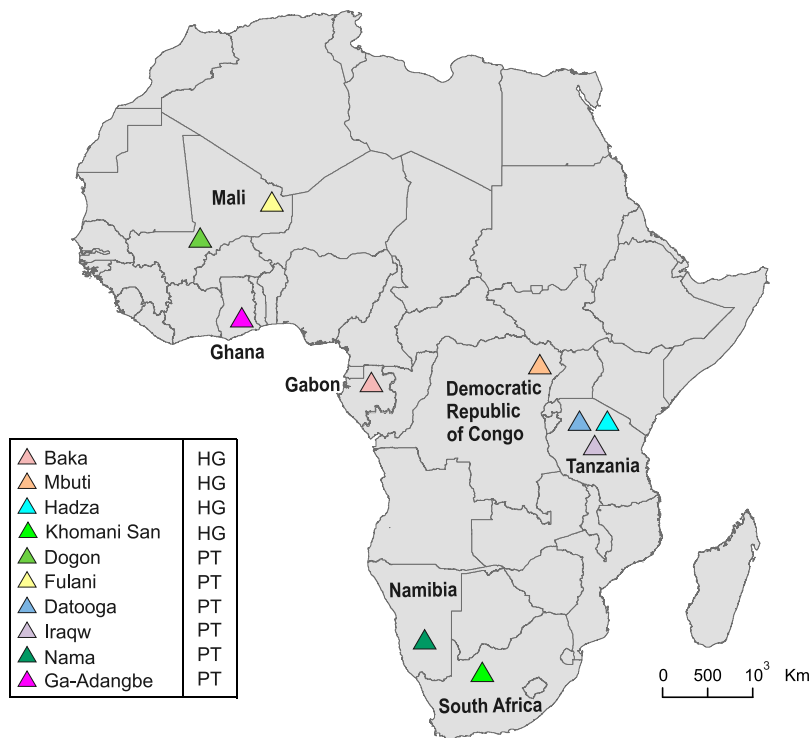 Mali
Ghana
Gabon
Democratic
Republic
of Congo
Tanzania
Namibia
South Africa
Baka HG
Mbuti HG
Hadza HG
Khomani San HG
Dogon PT
Fulani PT
Datooga PT
Iraqw PT
Nama PT
Ga-Adangbe PT
0 500 10³ Km